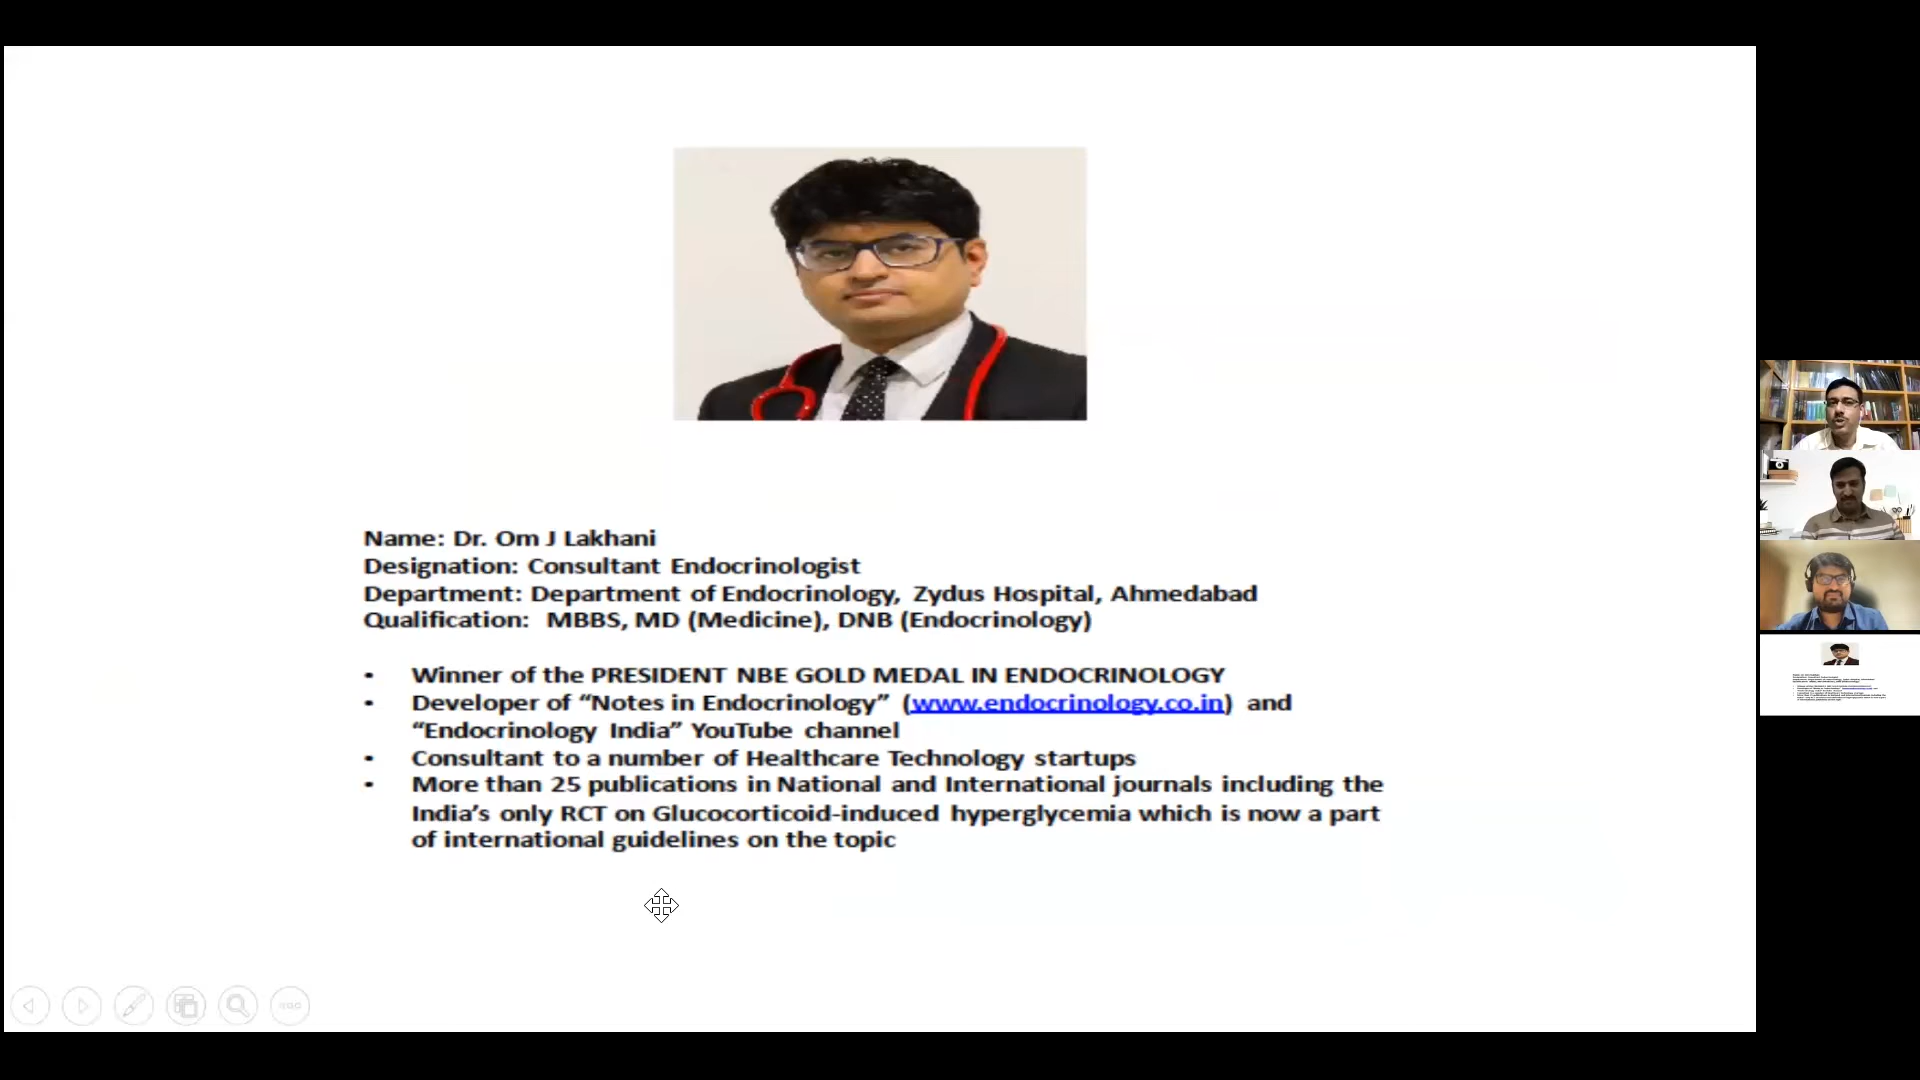 Name: Dr. Om J Lakhani
Designation: Consultant Endocrinologist
Department: Department of Endocrinology, Zydus Hospital, Ahmedabad
Qualification: MBBS, MD (Medicine), DNB (Endocrinology)
• Winner of the PRESIDENT NBE GOLD MEDAL IN ENDOCRINOLOGY
• Developer of “Notes in Endocrinology” (www.endocrinology.co.in) and
“Endocrinology India” YouTube channel
• Consultant to a number of Healthcare Technology startups
• More than 25 publications in National and International journals including the
India’s only RCT on Glucocorticoid-induced hyperglycemia which is now a part
of international guidelines on the topic